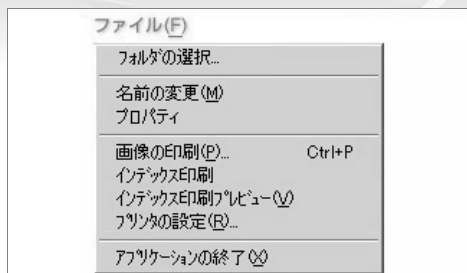 ファイル(F)
フォルダの選択...
名前の変更(M)
プロパティ
画像の印刷(P)... Ctrl+P
インデックス印刷
インデックス印刷プレビュー(V)
プリンタの設定(R)...
アプリケーションの終了(X)